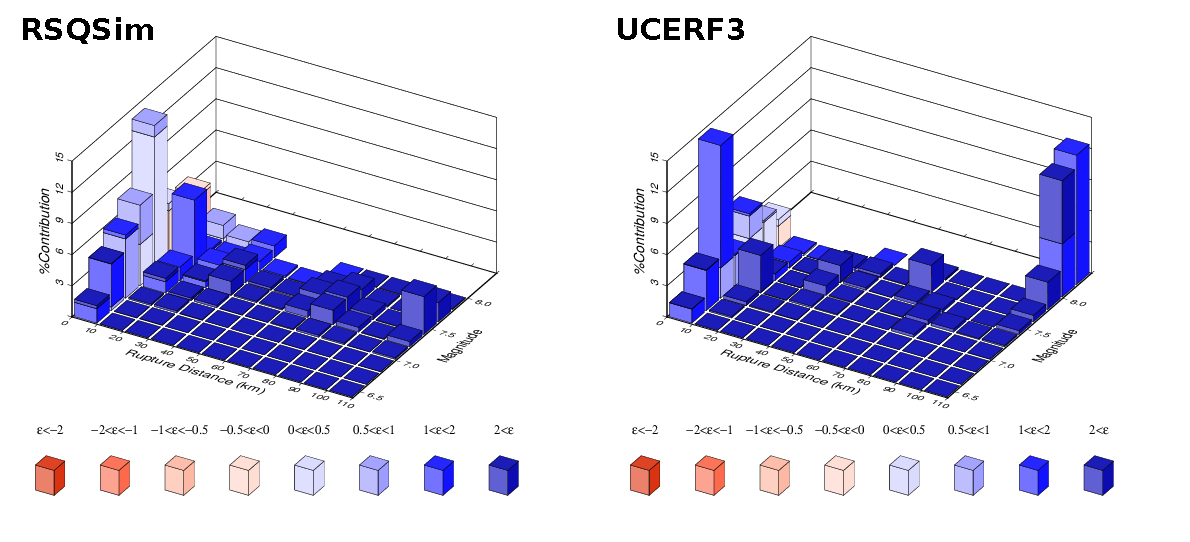 RSQSim
UCERF3
15
12
9
6
3
%Contribution
0
10
20
30
40
50
60
70
80
90
100
110
Rupture Distance (km)
6.5
7.0
7.5
8.0
Magnitude
ε<−2
−2<ε<−1
−1<ε<−0.5
−0.5<ε<0
0<ε<0.5
0.5<ε<1
1<ε<2
2<ε
15
12
9
6
3
%Contribution
0
10
20
30
40
50
60
70
80
90
100
110
Rupture Distance (km)
6.5
7.0
7.5
8.0
Magnitude
ε<−2
−2<ε<−1
−1<ε<−0.5
−0.5<ε<0
0<ε<0.5
0.5<ε<1
1<ε<2
2<ε